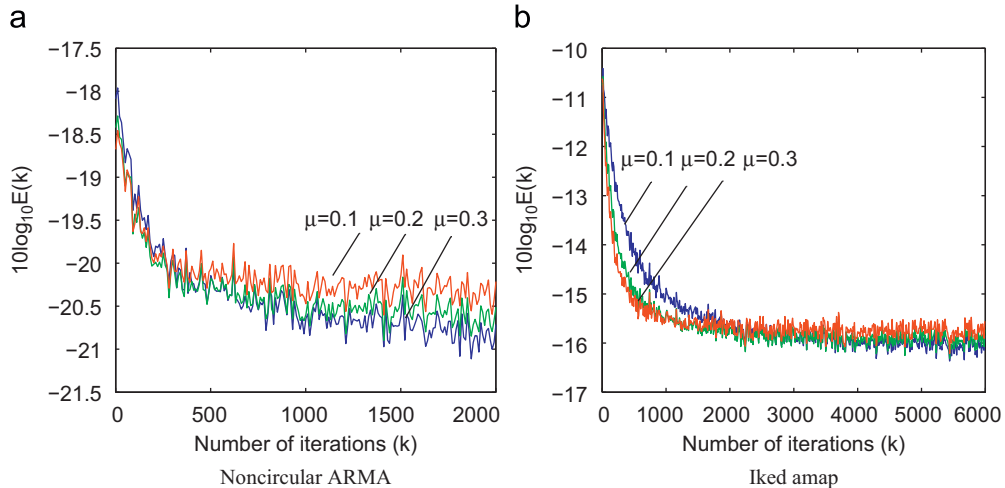 a
−17.5
−18
−18.5
−19
−19.5
−20
−20.5
−21
−21.5
10log10E(k)
μ=0.1 μ=0.2 μ=0.3
0 500 1000 1500 2000
Number of iterations (k)
Noncircular ARMA
b
−10
−11
−12
−13
−14
−15
−16
−17
10log10E(k)
μ=0.1 μ=0.2 μ=0.3
0 1000 2000 3000 4000 5000 6000
Number of iterations (k)
Iked amap